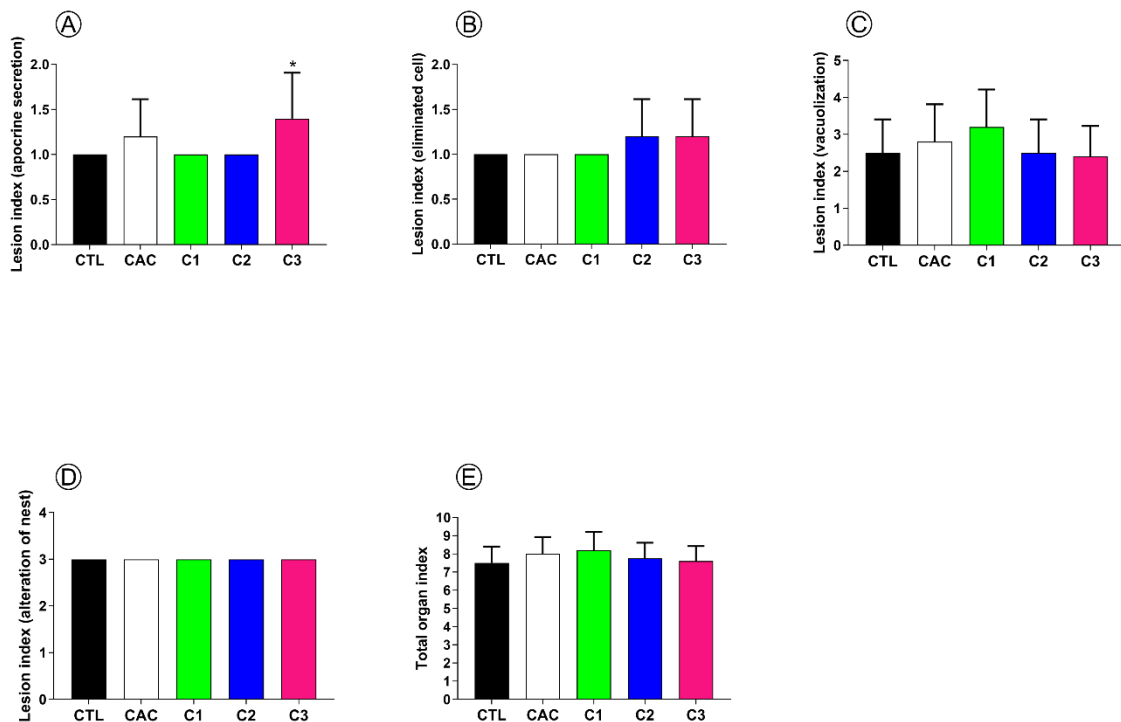 A
Lesion index (apocrine secretion)
2.0
1.5
1.0
0.5
0.0
*
CTL CAC C1 C2 C3
B
Lesion index (eliminated cell)
2.0
1.5
1.0
0.5
0.0
CTL CAC C1 C2 C3
C
Lesion index (vacuolization)
5
4
3
2
1
0
CTL CAC C1 C2 C3
D
Lesion index (alteration of nest)
4
3
2
1
0
CTL CAC C1 C2 C3
E
Total organ index
10
9
8
7
6
5
4
3
2
1
0
CTL CAC C1 C2 C3